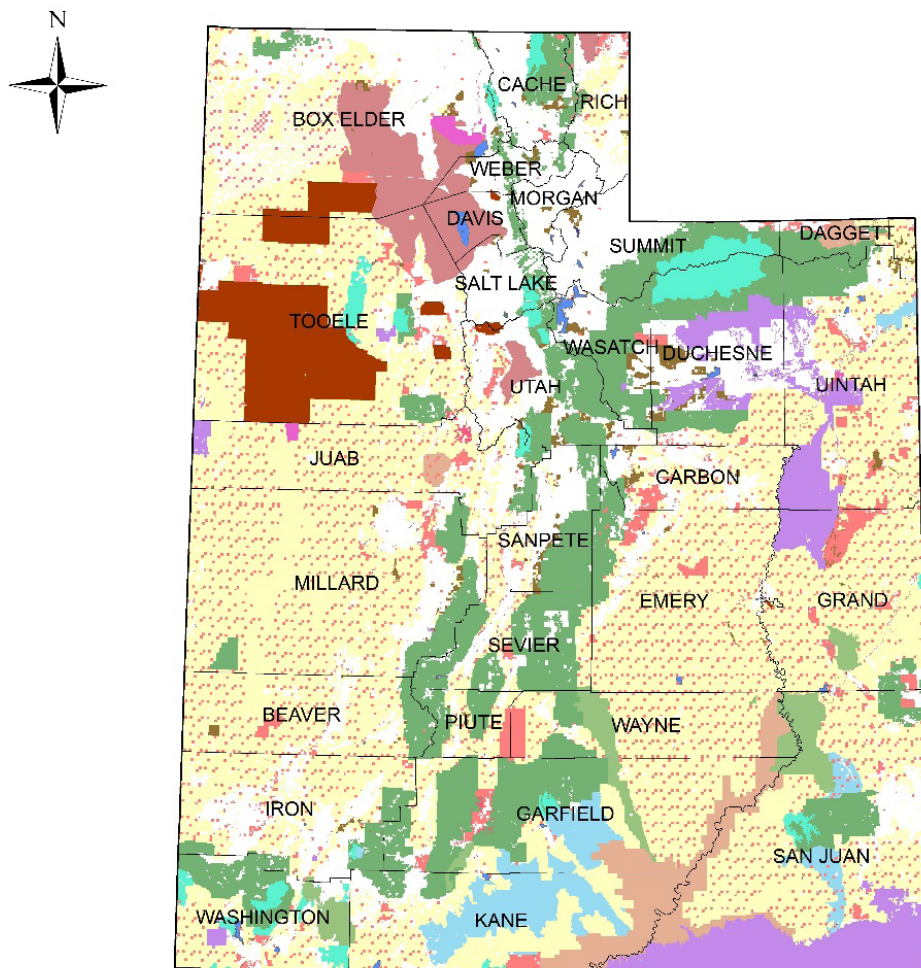 N
CACHE
RICH
BOX ELDER
WEBER
MORGAN
DAVIS
DAGGETT
SUMMIT
SALT LAKE
TOOELE
WASATCH
DUCHESNE
UTAH
UINTAH
JUAB
CARBON
SANPETE
MILLARD
EMERY
GRAND
SEVIER
BEAVER
PIUTE
WAYNE
IRON
GARFIELD
SAN JUAN
WASHINGTON
KANE